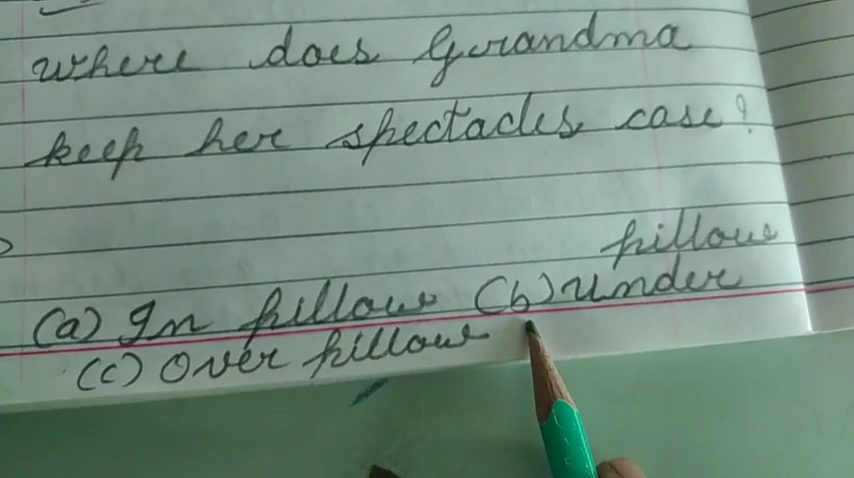 where does Grandma
keep her spectacles case?
pillow
(a) In pillow (b) under
(c) Over pillow